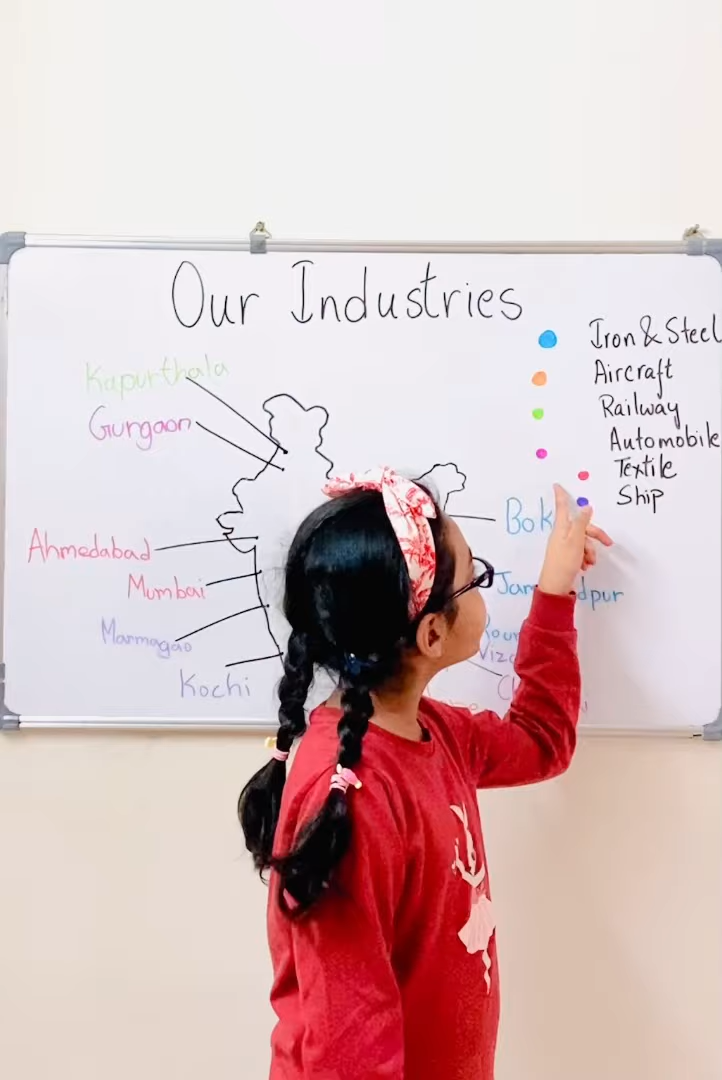 Our Industries
Iron & Steel
Aircraft
Railway
Automobile
Textile
Ship
Kapurthala
Gurgaon
Ahmedabad
Mumbai
Marmagao
Kochi